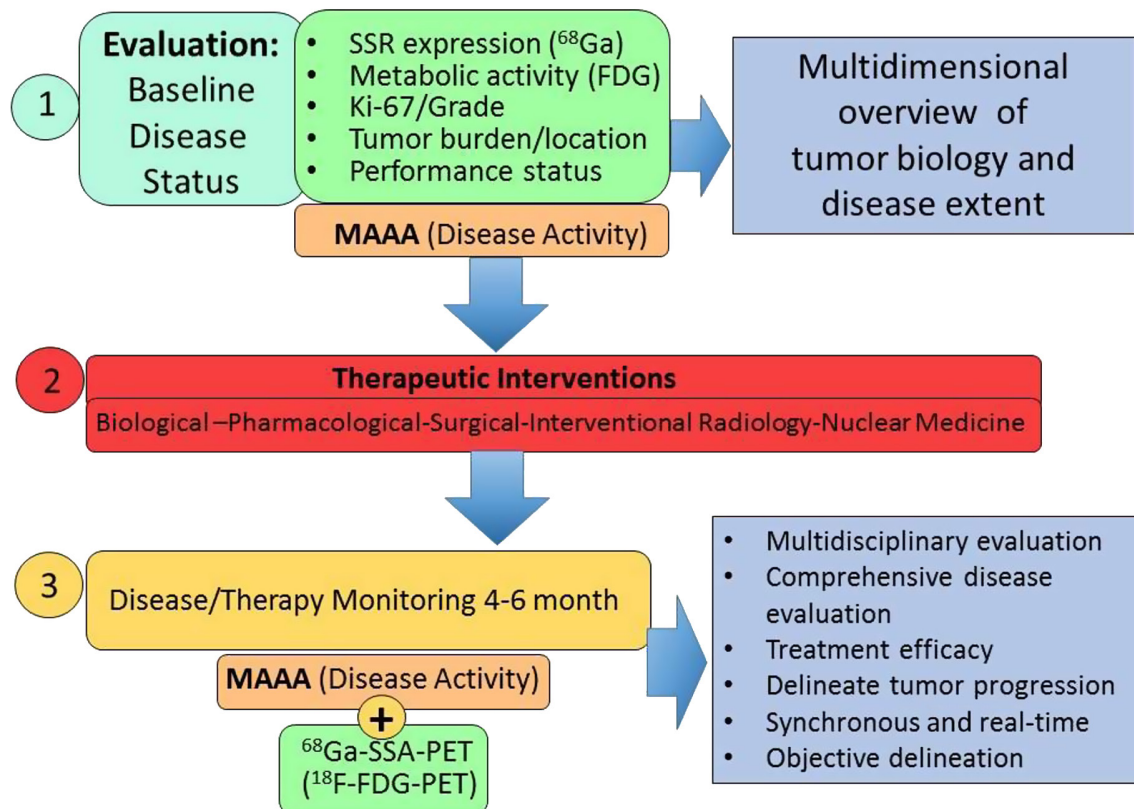 1
Evaluation:
Baseline
Disease
Status
• SSR expression (⁶⁸Ga)
• Metabolic activity (FDG)
• Ki-67/Grade
• Tumor burden/location
• Performance status
MAAA (Disease Activity)
Multidimensional
overview of
tumor biology and
disease extent
2
Therapeutic Interventions
Biological –Pharmacological-Surgical-Interventional Radiology-Nuclear Medicine
3
Disease/Therapy Monitoring 4-6 month
MAAA (Disease Activity)
+
⁶⁸Ga-SSA-PET
(¹⁸F-FDG-PET)
• Multidisciplinary evaluation
• Comprehensive disease
evaluation
• Treatment efficacy
• Delineate tumor progression
• Synchronous and real-time
• Objective delineation